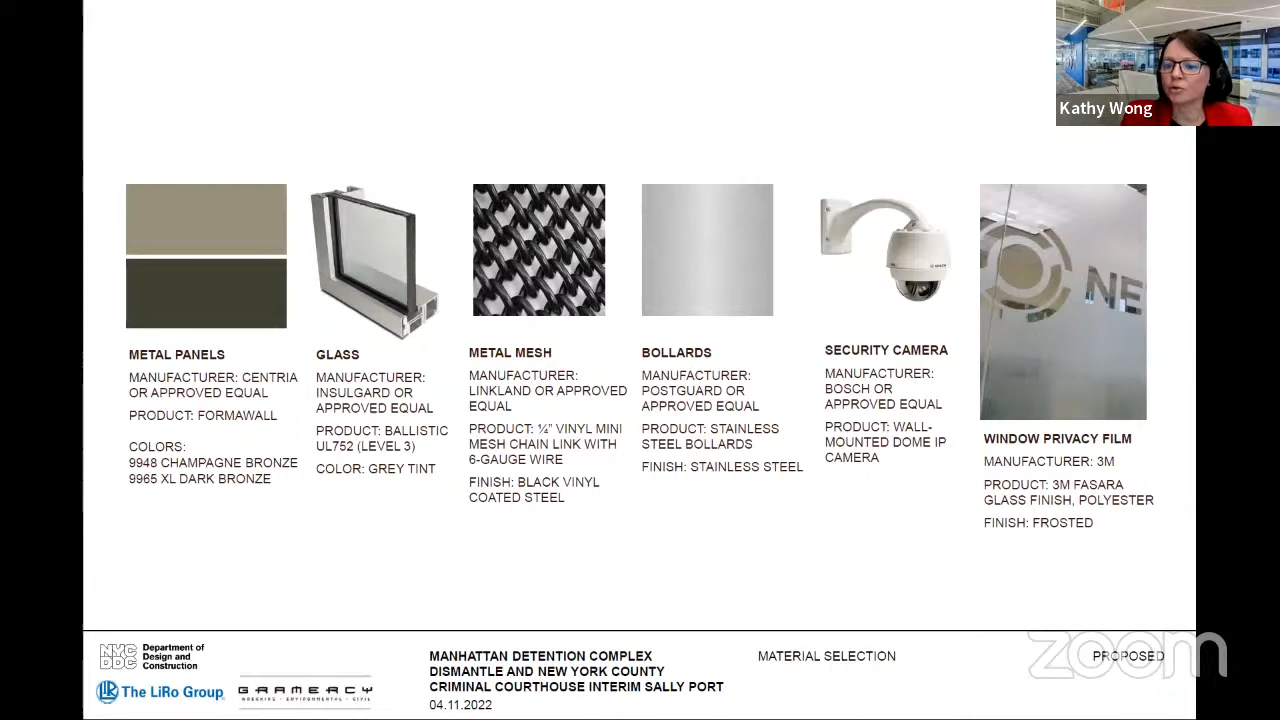 Kathy Wong
NE
BOSCH
METAL PANELS
MANUFACTURER: CENTRIA
OR APPROVED EQUAL
PRODUCT: FORMAWALL
COLORS:
9948 CHAMPAGNE BRONZE
9965 XL DARK BRONZE
GLASS
MANUFACTURER:
INSULGARD OR
APPROVED EQUAL
PRODUCT: BALLISTIC
UL752 (LEVEL 3)
COLOR: GREY TINT
METAL MESH
MANUFACTURER:
LINKLAND OR APPROVED
EQUAL
PRODUCT: ¼” VINYL MINI
MESH CHAIN LINK WITH
6-GAUGE WIRE
FINISH: BLACK VINYL
COATED STEEL
BOLLARDS
MANUFACTURER:
POSTGUARD OR
APPROVED EQUAL
PRODUCT: STAINLESS
STEEL BOLLARDS
FINISH: STAINLESS STEEL
SECURITY CAMERA
MANUFACTURER:
BOSCH OR
APPROVED EQUAL
PRODUCT: WALL-
MOUNTED DOME IP
CAMERA
WINDOW PRIVACY FILM
MANUFACTURER: 3M
PRODUCT: 3M FASARA
GLASS FINISH, POLYESTER
FINISH: FROSTED
NYC
DDC
Department of
Design and
Construction
LR The LiRo Group
GRAMERCY
WRECKING · ENVIRONMENTAL · CIVIL
MANHATTAN DETENTION COMPLEX
DISMANTLE AND NEW YORK COUNTY
CRIMINAL COURTHOUSE INTERIM SALLY PORT
04.11.2022
MATERIAL SELECTION
PROPOSED
zoom